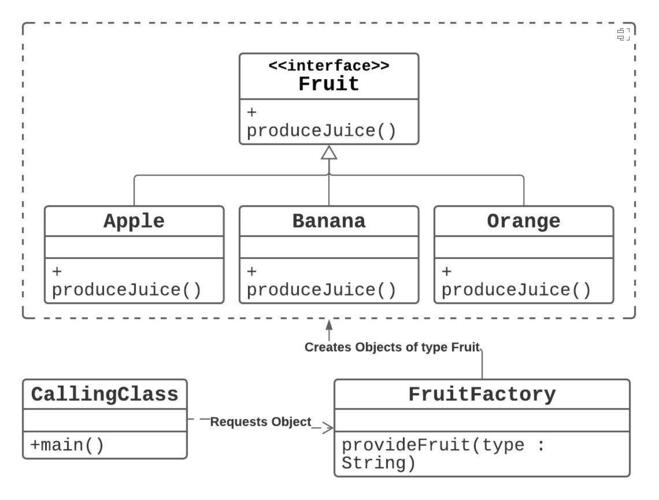 <<interface>>
Fruit
+
produceJuice()
Apple
Banana
Orange
+
produceJuice()
+
produceJuice()
+
produceJuice()
Creates Objects of type Fruit
CallingClass
+main()
Requests Object
FruitFactory
provideFruit(type :
String)